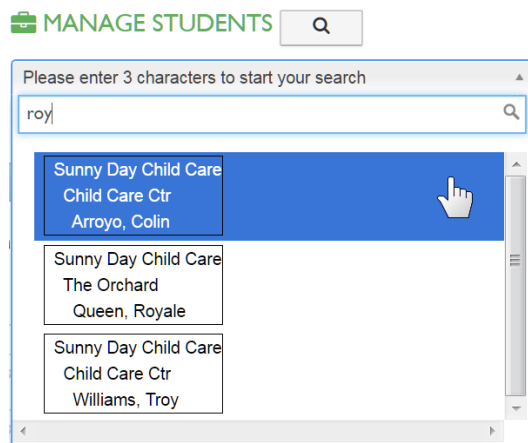 MANAGE STUDENTS
Please enter 3 characters to start your search
roy
Sunny Day Child Care
Child Care Ctr
Arroyo, Colin
Sunny Day Child Care
The Orchard
Queen, Royale
Sunny Day Child Care
Child Care Ctr
Williams, Troy